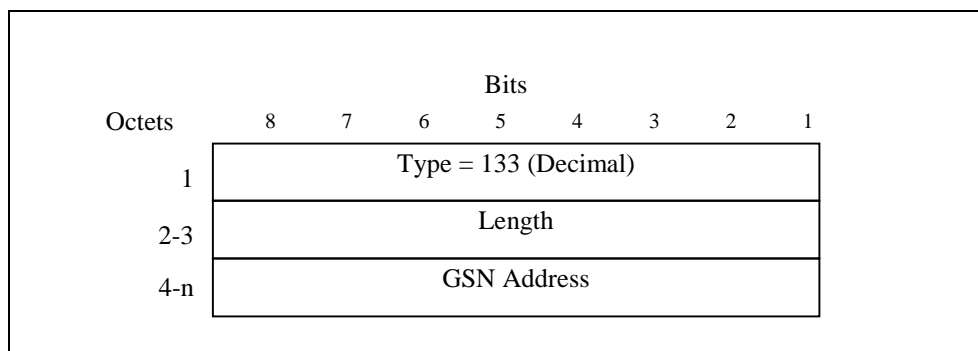 Bits
Octets 8 7 6 5 4 3 2 1
1 Type = 133 (Decimal)
2-3 Length
4-n GSN Address